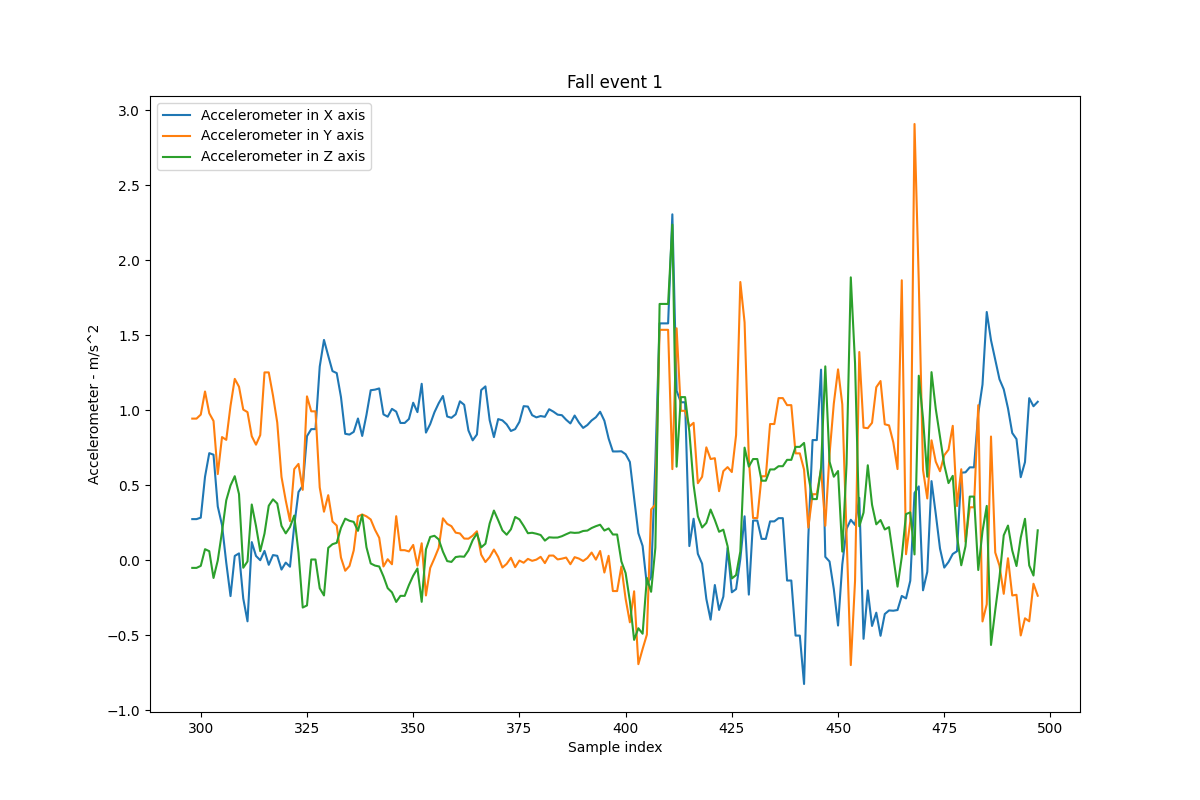 Fall event 1
Accelerometer in X axis
Accelerometer in Y axis
Accelerometer in Z axis
3.0
2.5
2.0
1.5
1.0
0.5
0.0
−0.5
−1.0
Accelerometer - m/s^2
300 325 350 375 400 425 450 475 500
Sample index